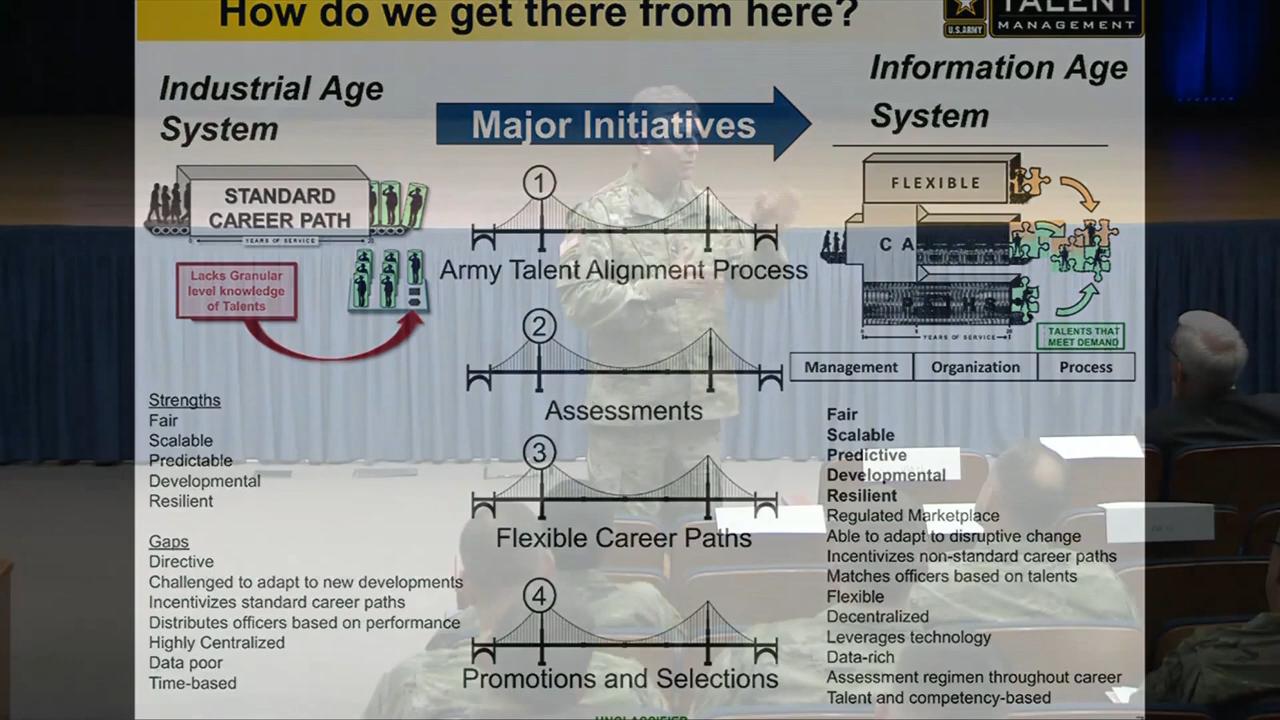 How do we get there from here?
U.S.ARMY
TALENT
MANAGEMENT
Industrial Age
System
Major Initiatives
Information Age
System
STANDARD
CAREER PATH
YEARS OF SERVICE
Lacks Granular
level knowledge
of Talents
1
Army Talent Alignment Process
2
Assessments
3
Flexible Career Paths
4
Promotions and Selections
FLEXIBLE
C A
YEARS OF SERVICE
TALENTS THAT
MEET DEMAND
Management
Organization
Process
Strengths
Fair
Scalable
Predictable
Developmental
Resilient
Gaps
Directive
Challenged to adapt to new developments
Incentivizes standard career paths
Distributes officers based on performance
Highly Centralized
Data poor
Time-based
Fair
Scalable
Predictive
Developmental
Resilient
Regulated Marketplace
Able to adapt to disruptive change
Incentivizes non-standard career paths
Matches officers based on talents
Flexible
Decentralized
Leverages technology
Data-rich
Assessment regimen throughout career
Talent and competency-based
UNCLASSIFIED